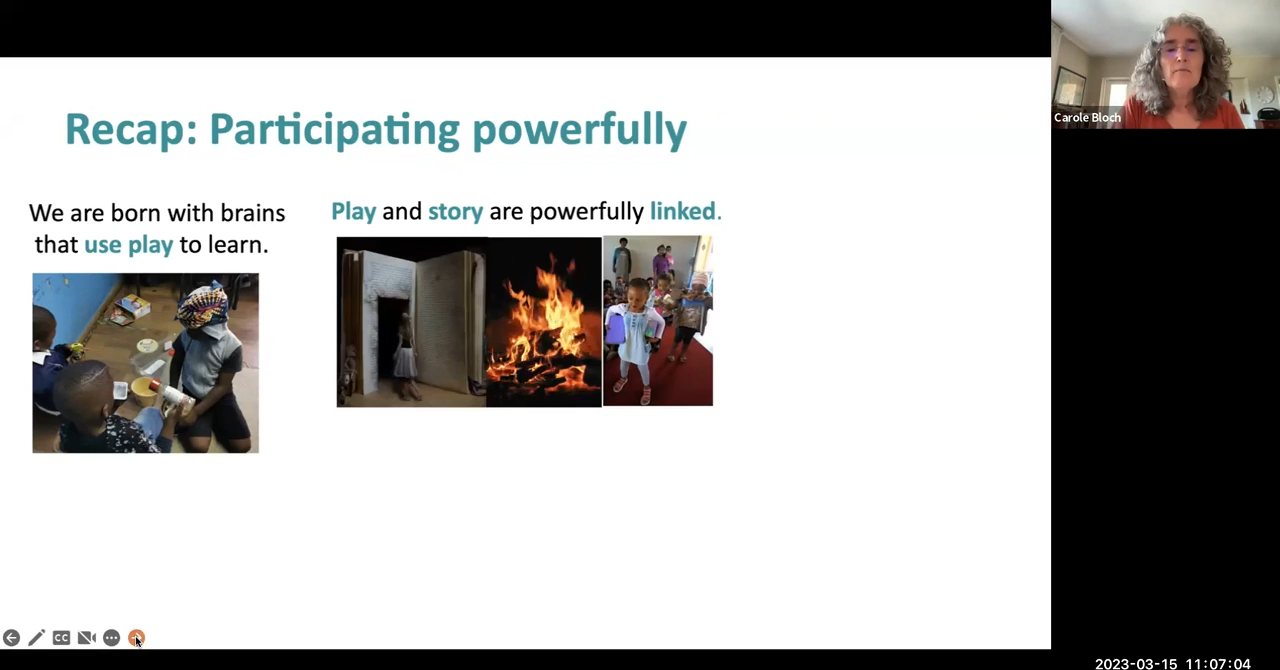 Recap: Participating powerfully
We are born with brains
that use play to learn.
Play and story are powerfully linked.
CC
Carole Bloch
2023-03-15 11:07:04